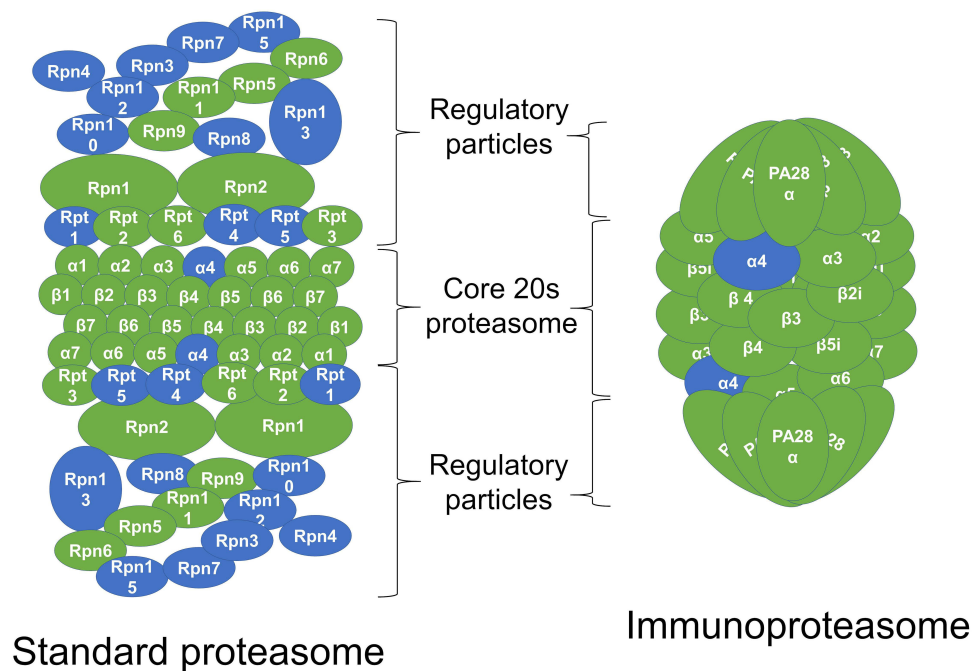 Rpn1
5
Rpn7
Rpn6
Rpn4
Rpn3
Rpn5
Rpn1
2
Rpn1
1
Rpn1
3
Rpn1
0
Rpn9
Rpn8
Rpn1
Rpn2
Rpt
1
Rpt
2
Rpt
6
Rpt
4
Rpt
5
Rpt
3
α1 α2 α3 α4 α5 α6 α7
β1 β2 β3 β4 β5 β6 β7
β7 β6 β5 β4 β3 β2 β1
α7 α6 α5 α4 α3 α2 α1
Rpt
3
Rpt
5
Rpt
4
Rpt
6
Rpt
2
Rpt
1
Rpn2
Rpn1
Rpn1
3
Rpn8
Rpn9
Rpn1
0
Rpn1
1
Rpn1
2
Rpn5
Rpn6
Rpn3
Rpn4
Rpn1
5
Rpn7
Standard proteasome
Regulatory
particles
Core 20s
proteasome
Regulatory
particles
PA28
α
α5
α4
α3
α2
β5i
β 4
β3
β2i
β4
β5i
α4
α6
α7
PA28
α
28
Immunoproteasome